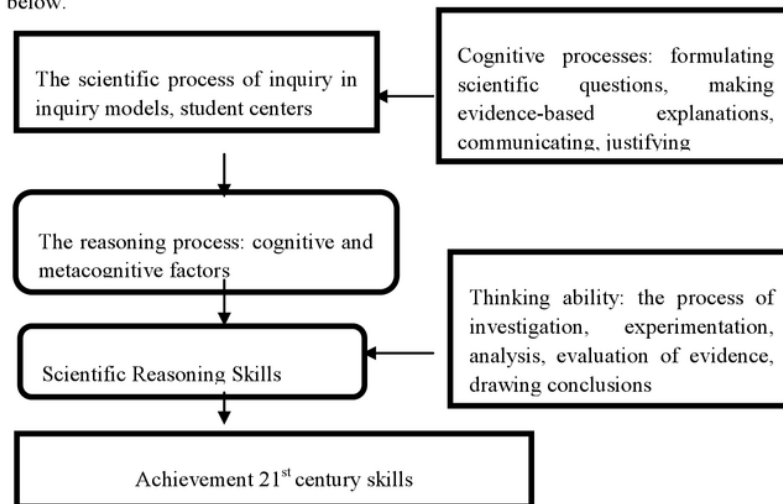 below.
The scientific process of inquiry in
inquiry models, student centers
Cognitive processes: formulating
scientific questions, making
evidence-based explanations,
communicating, justifying
The reasoning process: cognitive and
metacognitive factors
Thinking ability: the process of
investigation, experimentation,
analysis, evaluation of evidence,
drawing conclusions
Scientific Reasoning Skills
Achievement 21st century skills